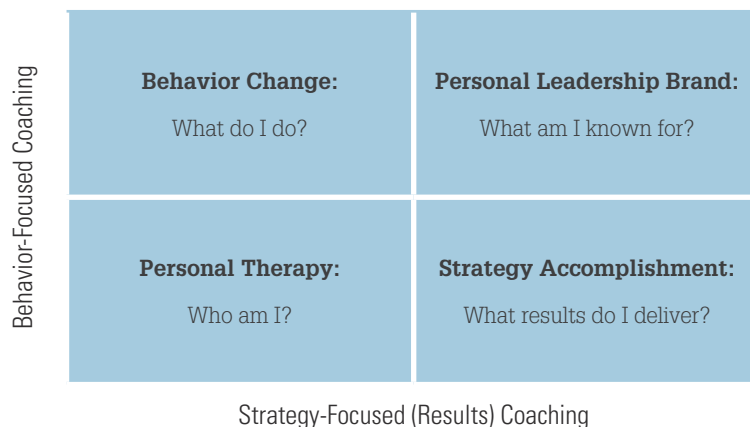 Behavior-Focused Coaching
Behavior Change:
What do I do?
Personal Leadership Brand:
What am I known for?
Personal Therapy:
Who am I?
Strategy Accomplishment:
What results do I deliver?
Strategy-Focused (Results) Coaching